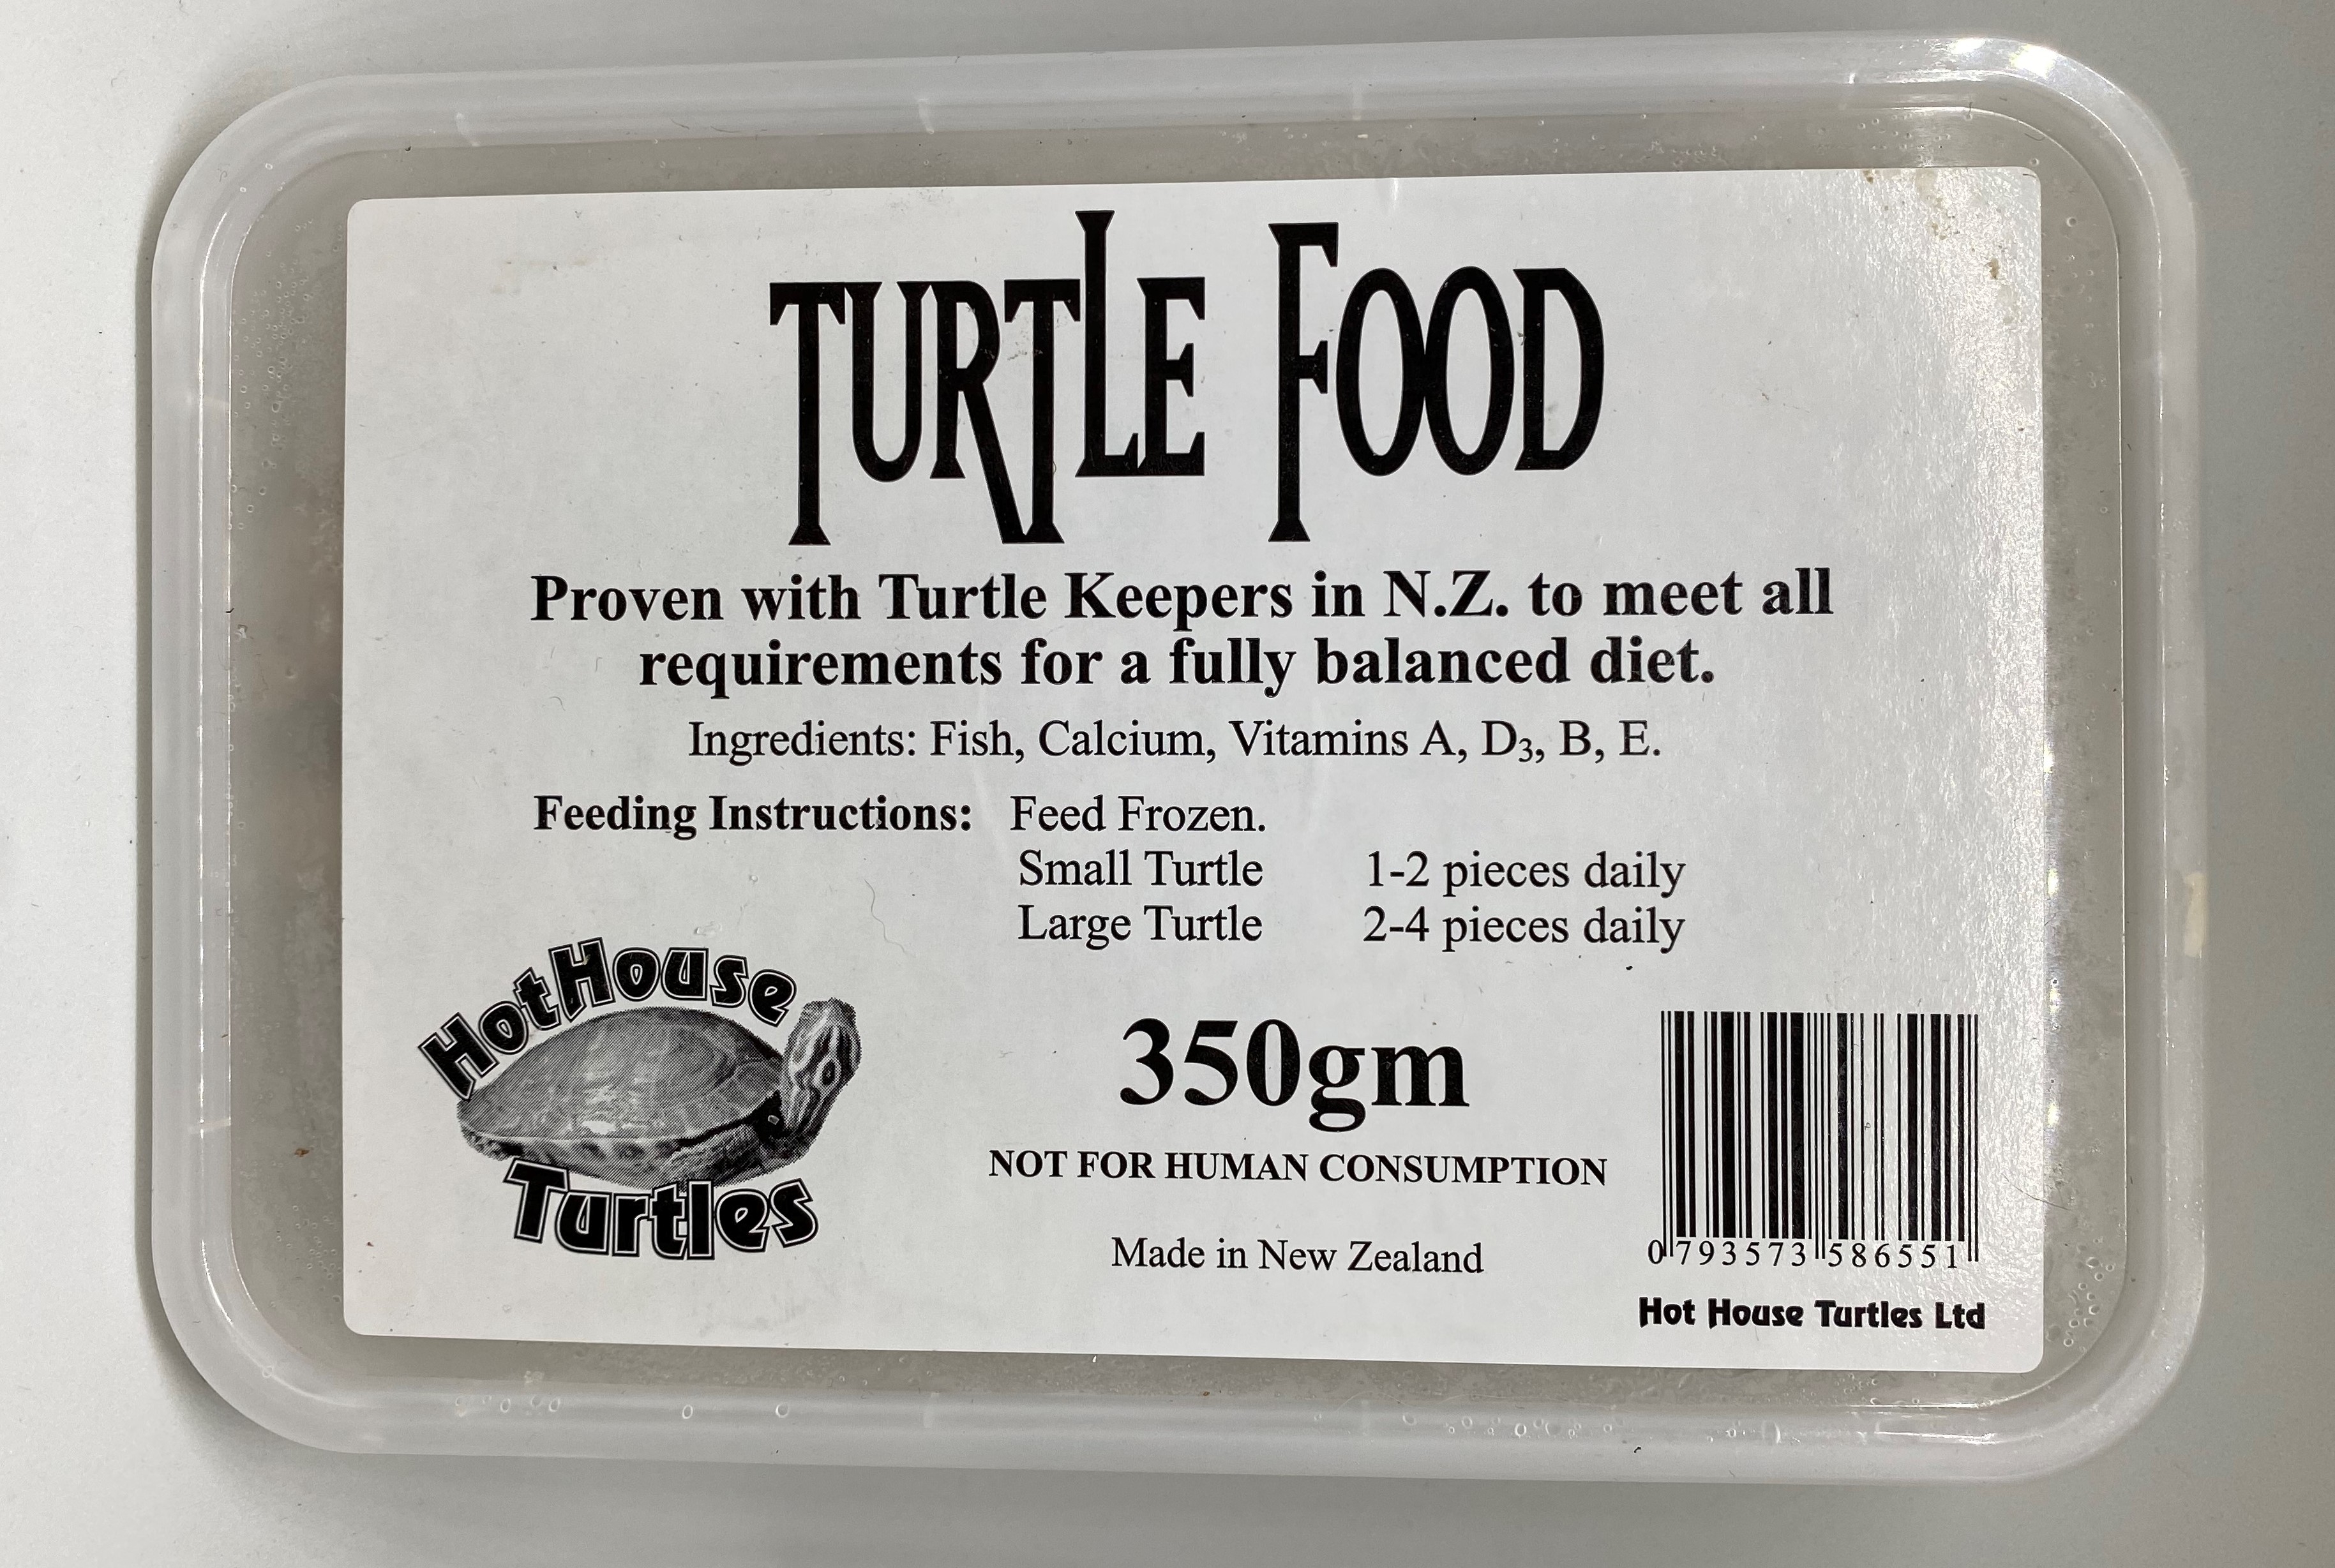 TURTLE FOOD
Proven with Turtle Keepers in N.Z. to meet all
requirements for a fully balanced diet.
Ingredients: Fish, Calcium, Vitamins A, D₃, B, E.
Feeding Instructions: Feed Frozen.
Small Turtle 1-2 pieces daily
Large Turtle 2-4 pieces daily
HotHouse
Turtles
350gm
NOT FOR HUMAN CONSUMPTION
Made in New Zealand
0 793573 586551
Hot House Turtles Ltd